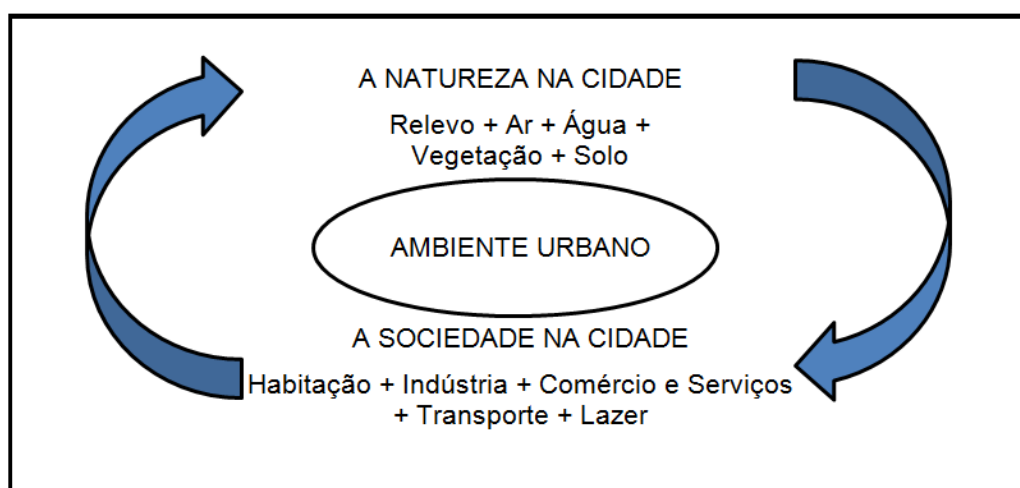 A NATUREZA NA CIDADE
Relevo + Ar + Água +
Vegetação + Solo
AMBIENTE URBANO
A SOCIEDADE NA CIDADE
Habitação + Indústria + Comércio e Serviços
+ Transporte + Lazer